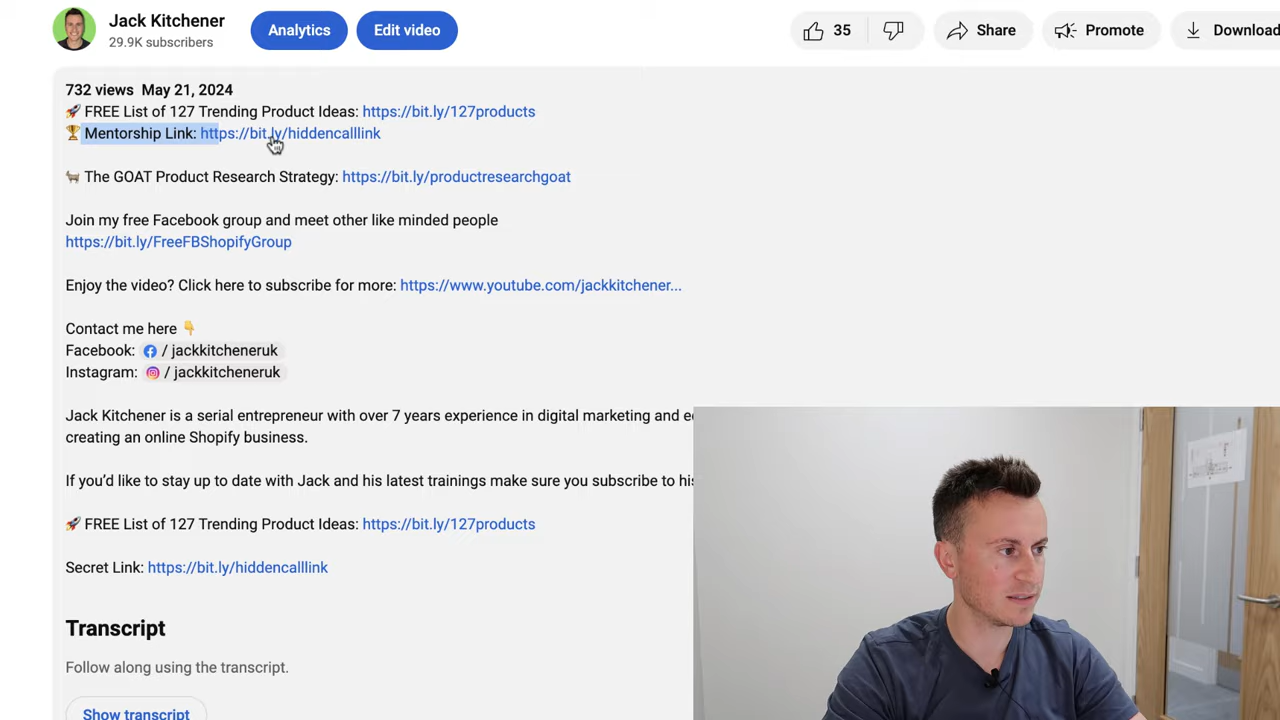 Jack Kitchener
29.9K subscribers
Analytics
Edit video
35
Share
Promote
Download
732 views May 21, 2024
🚀 FREE List of 127 Trending Product Ideas: https://bit.ly/127products
🏆 Mentorship Link: https://bit.ly/hiddencalllink
🐐 The GOAT Product Research Strategy: https://bit.ly/productresearchgoat
Join my free Facebook group and meet other like minded people
https://bit.ly/FreeFBShopifyGroup
Enjoy the video? Click here to subscribe for more: https://www.youtube.com/jackkitchener...
Contact me here 👇
Facebook: / jackkitcheneruk
Instagram: / jackkitcheneruk
Jack Kitchener is a serial entrepreneur with over 7 years experience in digital marketing and
creating an online Shopify business.
If you’d like to stay up to date with Jack and his latest trainings make sure you subscribe to
🚀 FREE List of 127 Trending Product Ideas: https://bit.ly/127products
Secret Link: https://bit.ly/hiddencalllink
Transcript
Follow along using the transcript.
Show transcript